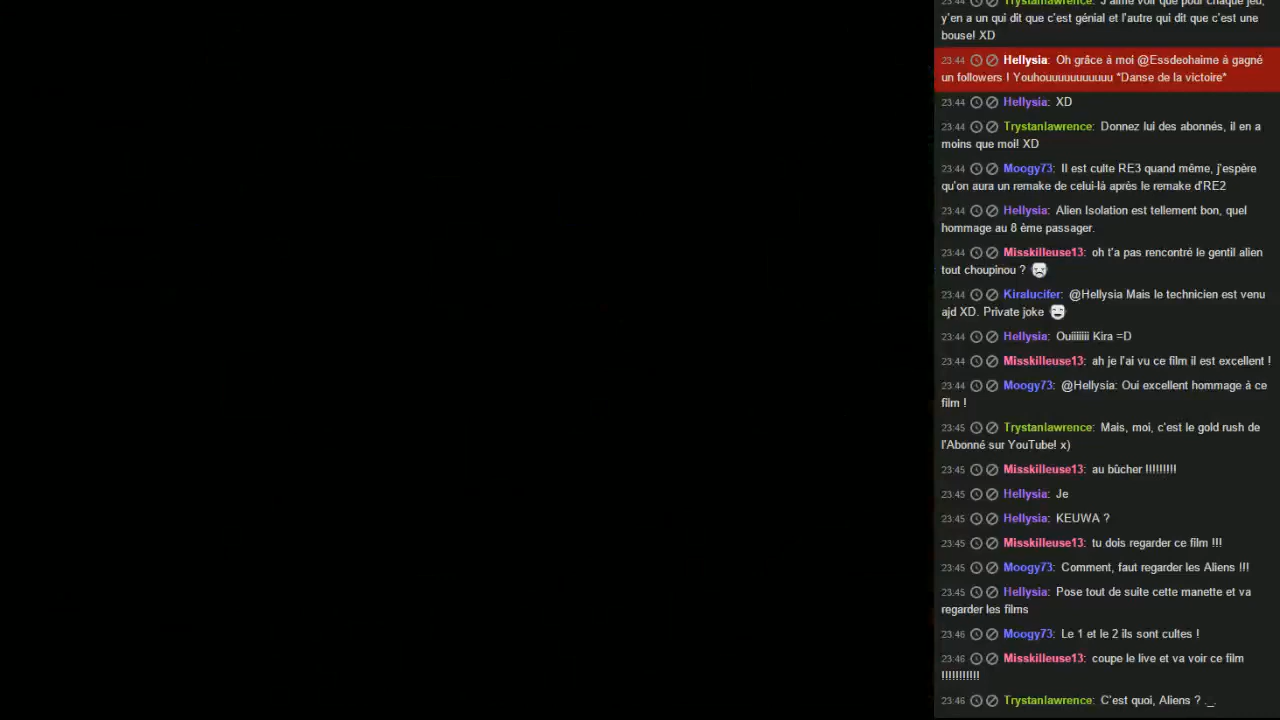 Trystanlawrence: J'aime voir que pour chaque jeu,
y'en a un qui dit que c'est génial et l'autre qui dit que c'est une
bouse! XD
23:44 Hellysia: Oh grâce à moi @Essdeohaime à gagné
un followers ! Youhouuuuuuuuuu *Danse de la victoire*
23:44 Hellysia: XD
23:44 Trystanlawrence: Donnez lui des abonnés, il en a
moins que moi! XD
23:44 Moogy73: Il est culte RE3 quand même, j'espère
qu'on aura un remake de celui-là après le remake d'RE2
23:44 Hellysia: Alien Isolation est tellement bon, quel
hommage au 8 ème passager.
23:44 Misskilleuse13: oh t'a pas rencontré le gentil alien
tout choupinou ?
23:44 Kiralucifer: @Hellysia Mais le technicien est venu
ajd XD. Private joke
23:44 Hellysia: Ouiiiiiii Kira =D
23:44 Misskilleuse13: ah je l'ai vu ce film il est excellent !
23:44 Moogy73: @Hellysia: Oui excellent hommage à ce
film !
23:45 Trystanlawrence: Mais, moi, c'est le gold rush de
l'Abonné sur YouTube! x)
23:45 Misskilleuse13: au bûcher !!!!!!!!!
23:45 Hellysia: Je
23:45 Hellysia: KEUWA ?
23:45 Misskilleuse13: tu dois regarder ce film !!!
23:45 Moogy73: Comment, faut regarder les Aliens !!!
23:45 Hellysia: Pose tout de suite cette manette et va
regarder les films
23:46 Moogy73: Le 1 et le 2 ils sont cultes !
23:46 Misskilleuse13: coupe le live et va voir ce film
!!!!!!!!!!!
23:46 Trystanlawrence: C'est quoi, Aliens ? ._.